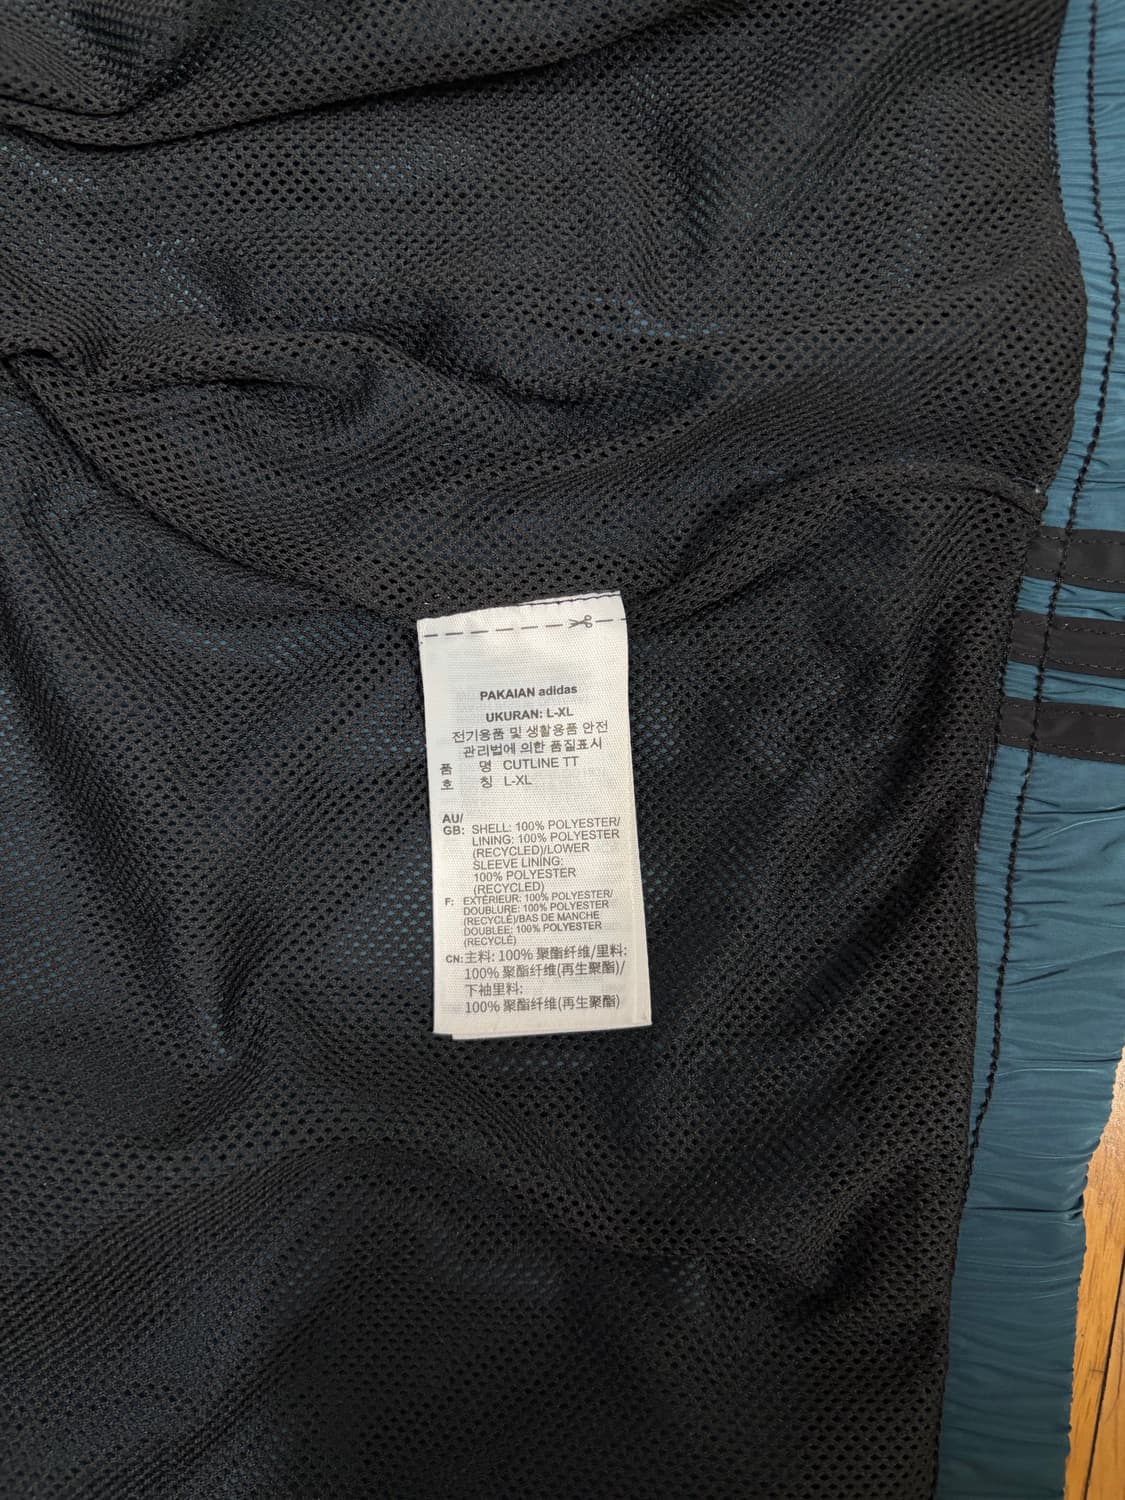 PAKAIAN adidas
UKURAN: L-XL
전기용품 및 생활용품 안전
관리법에 의한 품질표시
품 명 CUTLINE TT
호 칭 L-XL
AU/
GB: SHELL: 100% POLYESTER/
LINING: 100% POLYESTER
(RECYCLED)/LOWER
SLEEVE LINING:
100% POLYESTER
(RECYCLED)
F: EXTÉRIEUR: 100% POLYESTER/
DOUBLURE: 100% POLYESTER
(RECYCLÉ)/BAS DE MANCHE
DOUBLÉE: 100% POLYESTER
(RECYCLÉ)
CN: 主料: 100% 聚酯纤维/里料:
100% 聚酯纤维(再生聚酯)/
下袖里料:
100% 聚酯纤维(再生聚酯)